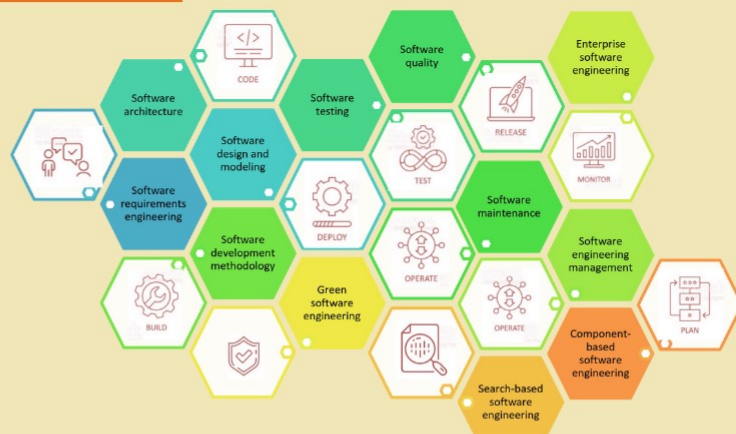 CODE
Software
quality
Enterprise
software
engineering
Software
architecture
Software
testing
RELEASE
Software
design and
modeling
TEST
MONITOR
Software
requirements
engineering
DEPLOY
Software
maintenance
Software
development
methodology
OPERATE
Software
engineering
management
BUILD
Green
software
engineering
OPERATE
PLAN
Component-
based
software
engineering
Search-based
software
engineering